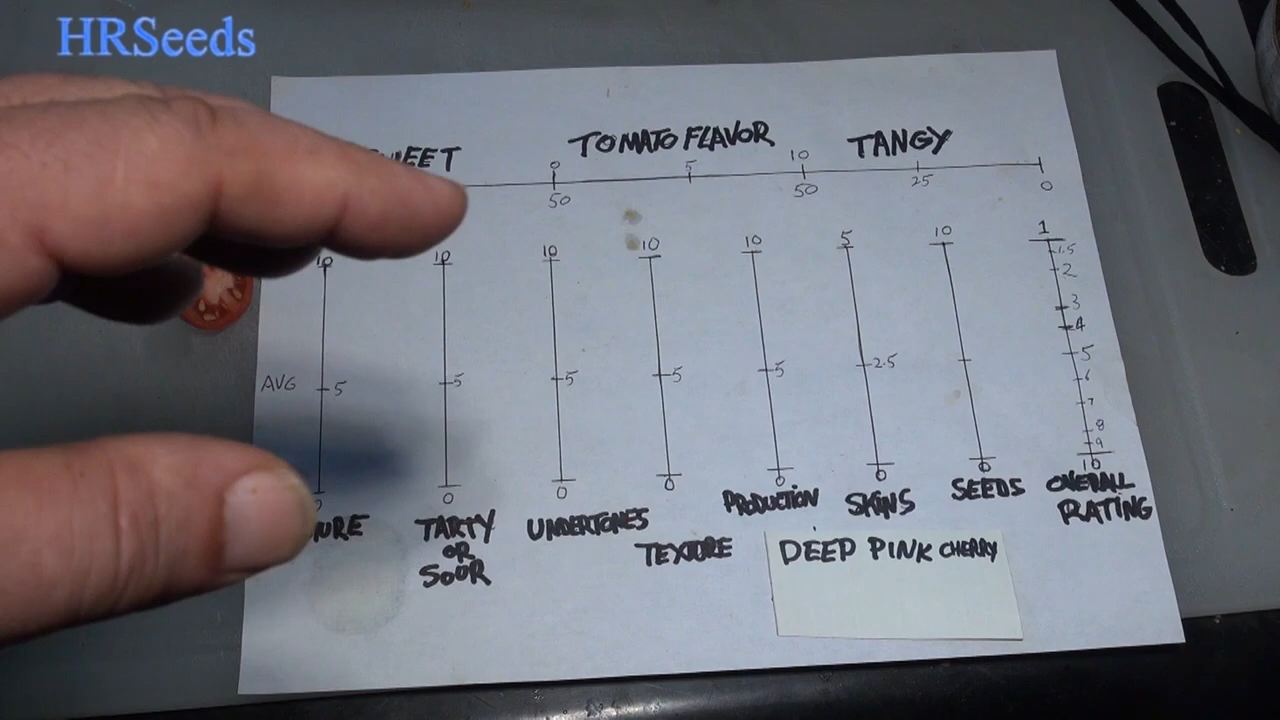 HRSeeds
TOMATO FLAVOR TANGY
0 5 10
50 50 25 0
10 10 10 10 10 5 10 1
1.5
2
3
4
AVG 5 5 5 5 5 2.5 5
6
7
8
9
0 0 0 0 0 0 10
PRODUCTION SKINS SEEDS OVERALL
RATING
TARTY UNDERTONES
OR
SOUR
TEXTURE
DEEP PINK CHERRY